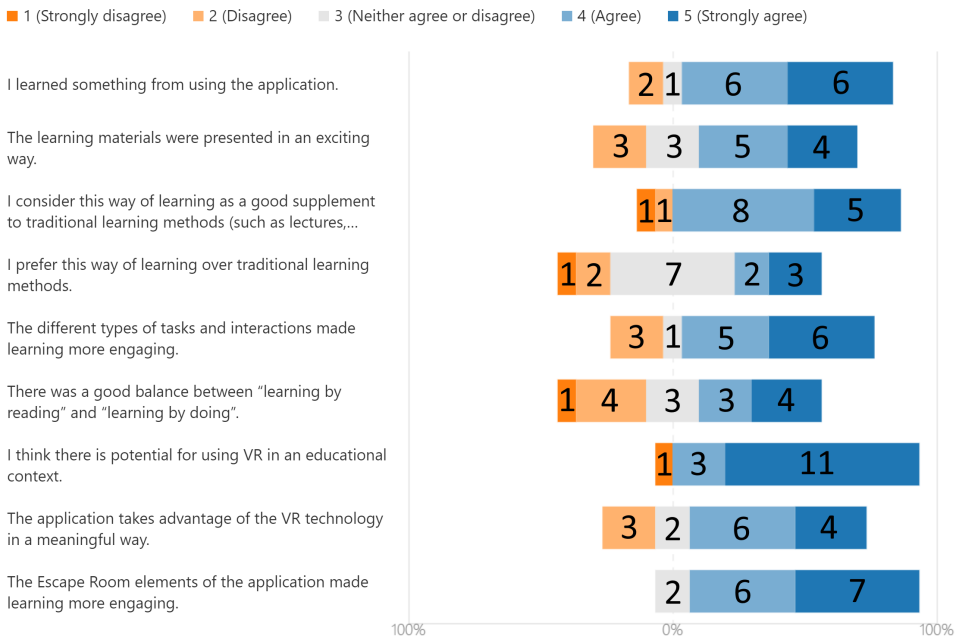 1 (Strongly disagree) 2 (Disagree) 3 (Neither agree or disagree) 4 (Agree) 5 (Strongly agree)
I learned something from using the application.
2 1 6 6
The learning materials were presented in an exciting
way.
3 3 5 4
I consider this way of learning as a good supplement
to traditional learning methods (such as lectures,...
1 1 8 5
I prefer this way of learning over traditional learning
methods.
1 2 7 2 3
The different types of tasks and interactions made
learning more engaging.
3 1 5 6
There was a good balance between “learning by
reading” and “learning by doing”.
1 4 3 3 4
I think there is potential for using VR in an educational
context.
1 3 11
The application takes advantage of the VR technology
in a meaningful way.
3 2 6 4
The Escape Room elements of the application made
learning more engaging.
2 6 7
100% 0% 100%